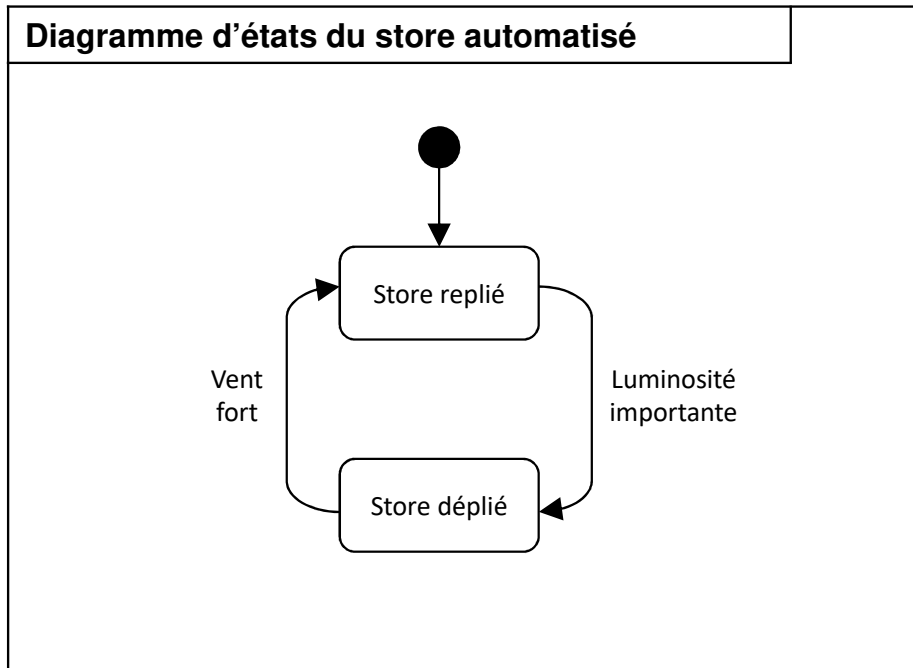 Diagramme d'états du store automatisé
Store replié
Vent
fort
Luminosité
importante
Store déplié